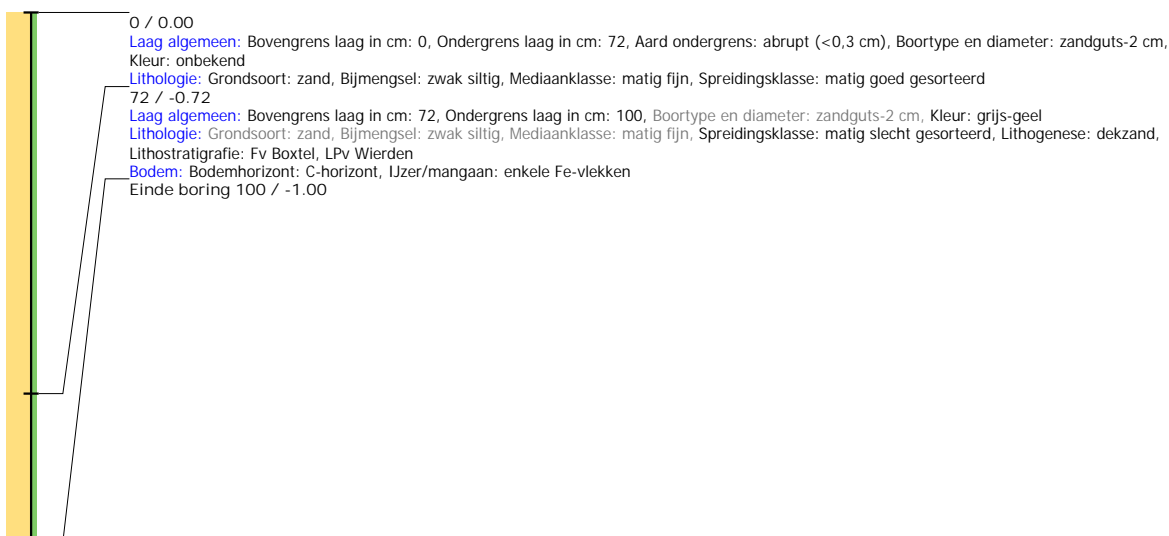 0 / 0.00
Laag algemeen: Bovengrens laag in cm: 0, Ondergrens laag in cm: 72, Aard ondergrens: abrupt (<0,3 cm), Boortype en diameter: zandguts-2 cm,
Kleur: onbekend
Lithologie: Grondsoort: zand, Bijmengsel: zwak siltig, Mediaanklasse: matig fijn, Spreidingsklasse: matig goed gesorteerd
72 / -0.72
Laag algemeen: Bovengrens laag in cm: 72, Ondergrens laag in cm: 100, Boortype en diameter: zandguts-2 cm, Kleur: grijs-geel
Lithologie: Grondsoort: zand, Bijmengsel: zwak siltig, Mediaanklasse: matig fijn, Spreidingsklasse: matig slecht gesorteerd, Lithogenese: dekzand,
Lithostratigrafie: Fv Boxtel, LPv Wierden
Bodem: Bodemhorizont: C-horizont, IJzer/mangaan: enkele Fe-vlekken
Einde boring 100 / -1.00